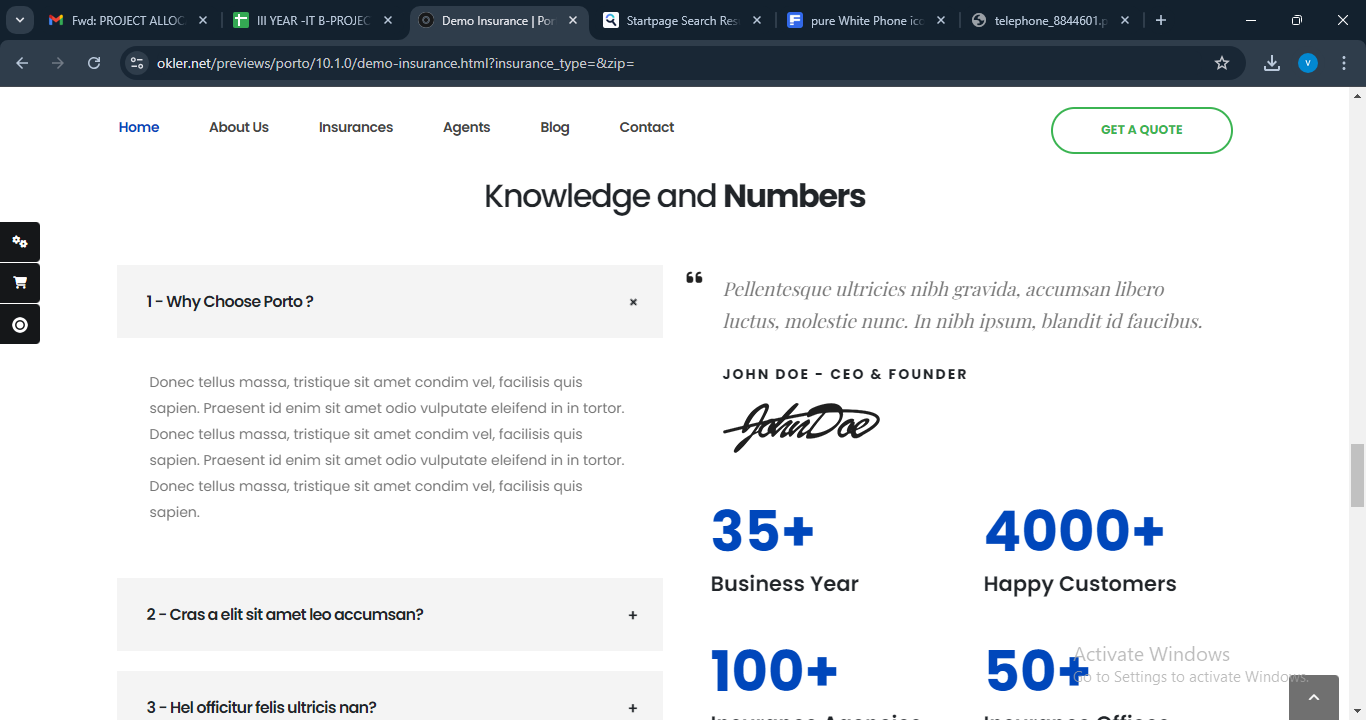 Fwd: PROJECT ALLOC
III YEAR -IT B-PROJEC
Demo Insurance | Por
Startpage Search Res
pure White Phone ico
telephone_8844601.p
okler.net/previews/porto/10.1.0/demo-insurance.html?insurance_type=&zip=
V
Home
About Us
Insurances
Agents
Blog
Contact
GET A QUOTE
Knowledge and Numbers
1 - Why Choose Porto ?
Donec tellus massa, tristique sit amet condim vel, facilisis quis
sapien. Praesent id enim sit amet odio vulputate eleifend in in tortor.
Donec tellus massa, tristique sit amet condim vel, facilisis quis
sapien. Praesent id enim sit amet odio vulputate eleifend in in tortor.
Donec tellus massa, tristique sit amet condim vel, facilisis quis
sapien.
2 - Cras a elit sit amet leo accumsan?
+
3 - Hel officitur felis ultricis nan?
+
“ Pellentesque ultricies nibh gravida, accumsan libero
luctus, molestie nunc. In nibh ipsum, blandit id faucibus.
JOHN DOE - CEO & FOUNDER
John Doe
35+
Business Year
4000+
Happy Customers
100+
Insurance Agencies
50+
Insurance Offices
Activate Windows
Go to Settings to activate Windows.